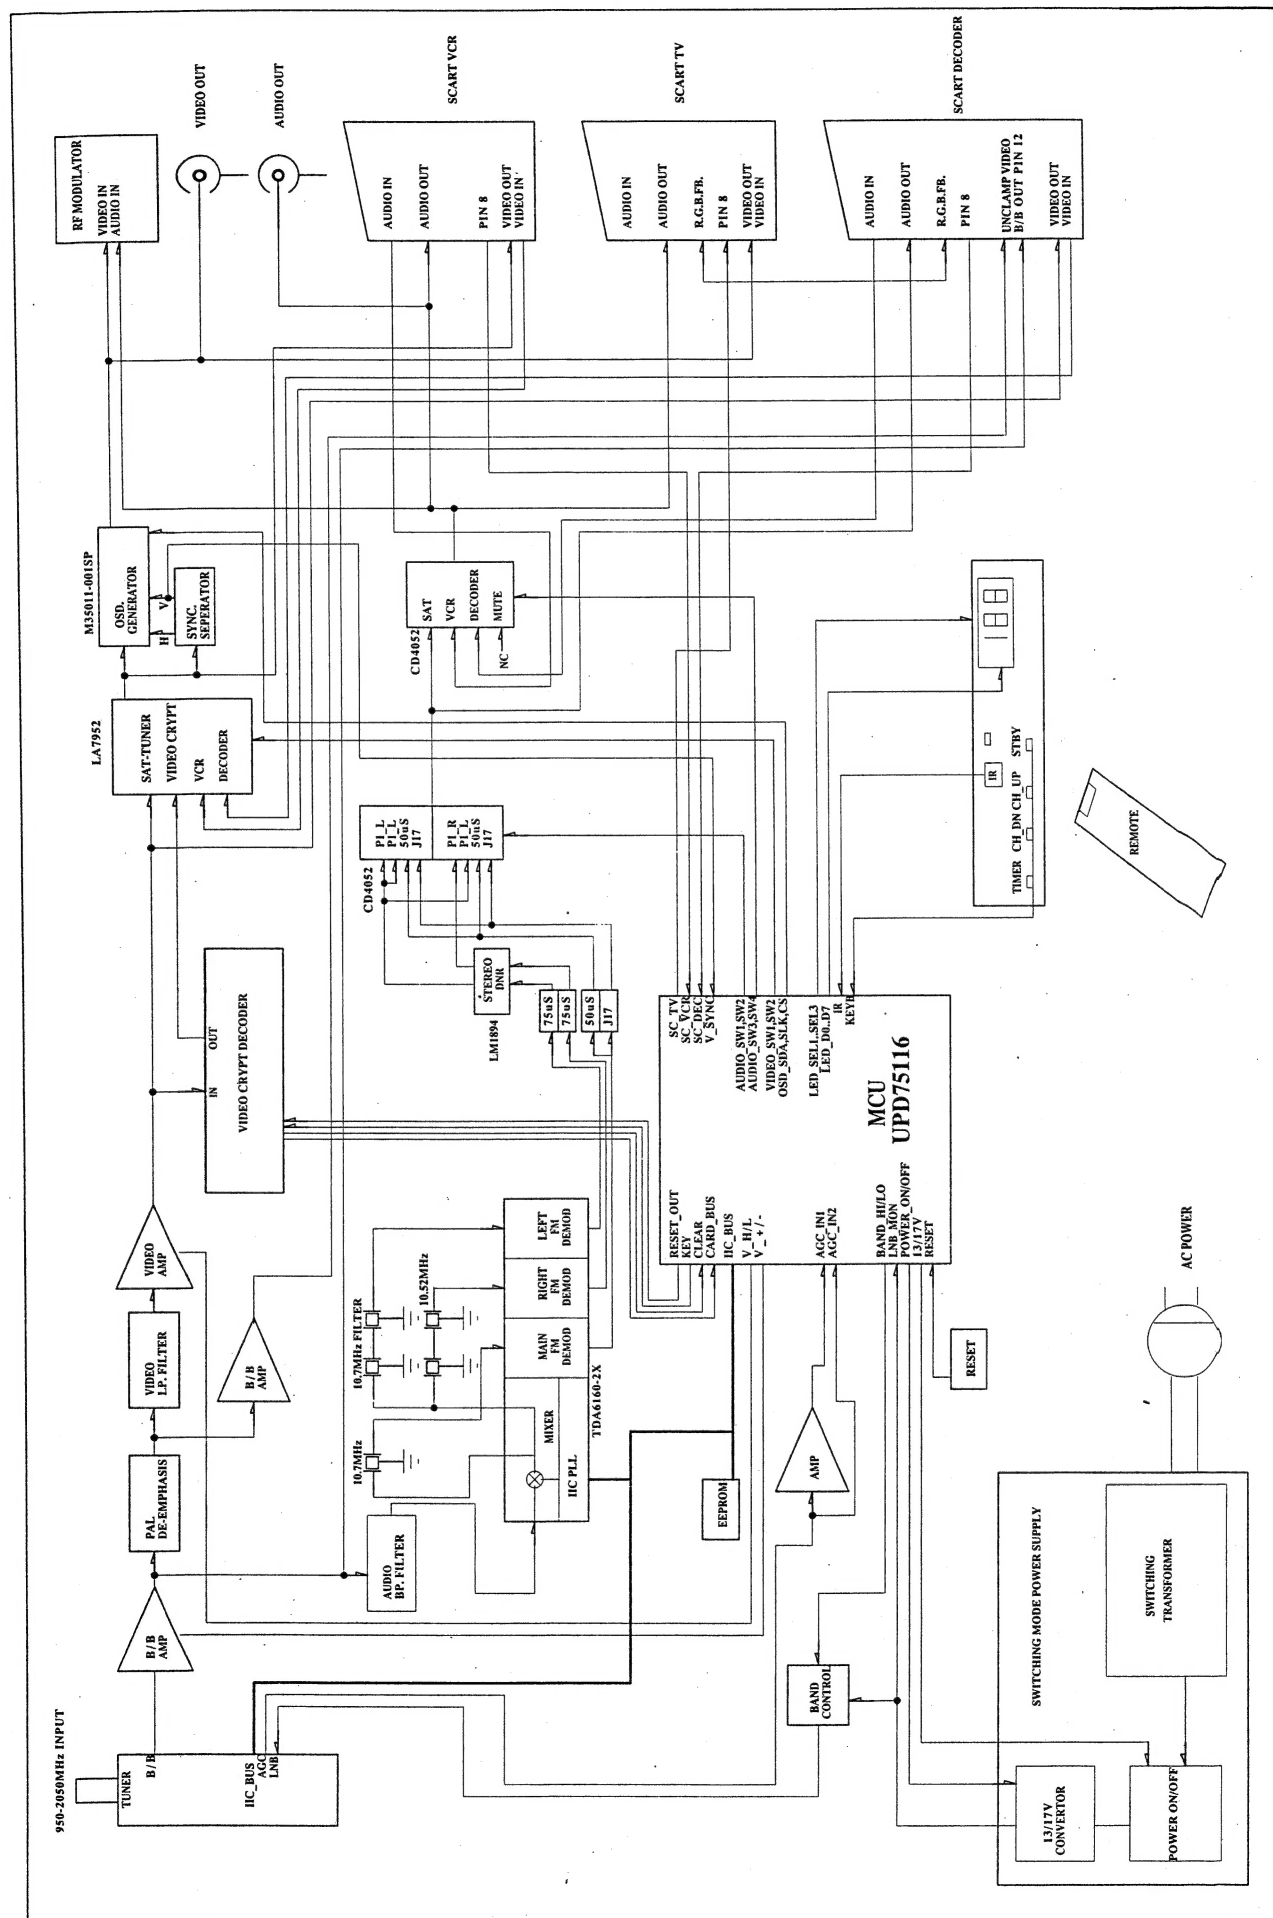 950-2050MHz INPUT
TUNER
B/B
IIC_BUS
AGC
LNB
B/B
AMP
PAL
DE-EMPHASIS
VIDEO
LP. FILTER
VIDEO
AMP
B/B
AMP
IN
OUT
VIDEO CRYPT DECODER
LA7952
SAT-TUNER
VIDEO CRYPT
VCR
DECODER
M35011-001SP
OSD.
GENERATOR
H
V
SYNC.
SEPERATOR
RF MODULATOR
VIDEO IN
AUDIO IN
VIDEO OUT
AUDIO OUT
SCART VCR
AUDIO IN
AUDIO OUT
PIN 8
VIDEO OUT
VIDEO IN
SCART TV
AUDIO IN
AUDIO OUT
R.G.B.FB.
PIN 8
VIDEO OUT
VIDEO IN
SCART DECODER
AUDIO IN
AUDIO OUT
R.G.B.FB.
PIN 8
UNCLAMP VIDEO
B/B OUT PIN 12
VIDEO OUT
VIDEO IN
AUDIO
BP. FILTER
10.7MHz
10.7MHz FILTER
10.52MHz
MIXER
IIC PLL
MAIN
FM
DEMOD
RIGHT
FM
DEMOD
LEFT
FM
DEMOD
TDA6160-2X
75uS
75uS
50uS
J17
STEREO
DNR
LM1894
CD4052
PI_L
PI_L
50uS
J17
PI_R
PI_L
50uS
J17
CD4052
SAT
VCR
DECODER
MUTE
NC
EEPROM
AMP
BAND
CONTROL
RESET
RESET_OUT
KEY
CLEAR
CARD_BUS
IIC_BUS
V_H/L
V_+/-
AGC_IN1
AGC_IN2
BAND_HI/LO
LNB_MON
POWER_ON/OFF
13/17V
RESET
MCU
UPD75116
SC_TV
SC_VCR
SC_DEC
V_SYNC
AUDIO_SW1,SW2
AUDIO_SW3,SW4
VIDEO_SW1,SW2
OSD_SDA,SLK,CS
LED_SEL1..SEL3
LED_D0..D7
IR
KEYB
TIMER
CH_DN
CH_UP
STBY
IR
188
REMOTE
AC POWER
SWITCHING MODE POWER SUPPLY
SWITCHING
TRANSFORMER
13/17V
CONVERTOR
POWER ON/OFF